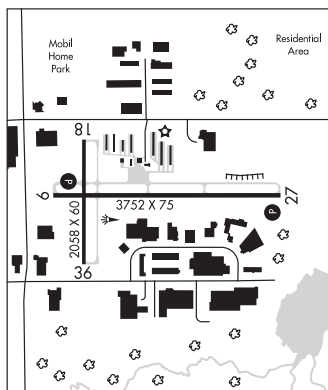 Mobil
Home
Park
Residential
Area
18
P
9
27
3752 X 75
P
2058 X 60
36